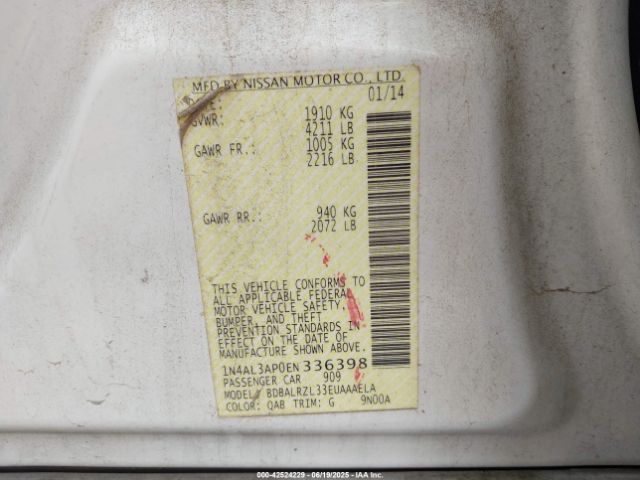 MFD BY NISSAN MOTOR CO., LTD.
DATE: 01/14
GVWR: 1910 KG
4211 LB
GAWR FR.: 1005 KG
2216 LB
GAWR RR.: 940 KG
2072 LB
THIS VEHICLE CONFORMS TO
ALL APPLICABLE FEDERAL
MOTOR VEHICLE SAFETY,
BUMPER, AND THEFT
PREVENTION STANDARDS IN
EFFECT ON THE DATE OF
MANUFACTURE SHOWN ABOVE.
1N4AL3AP0EN336398
PASSENGER CAR 909
MODEL: BDBALRZL33EUAAAELA
COLOR: QAB TRIM: G 9N00A
000-42524229 - 06/19/2025 - IAA Inc.